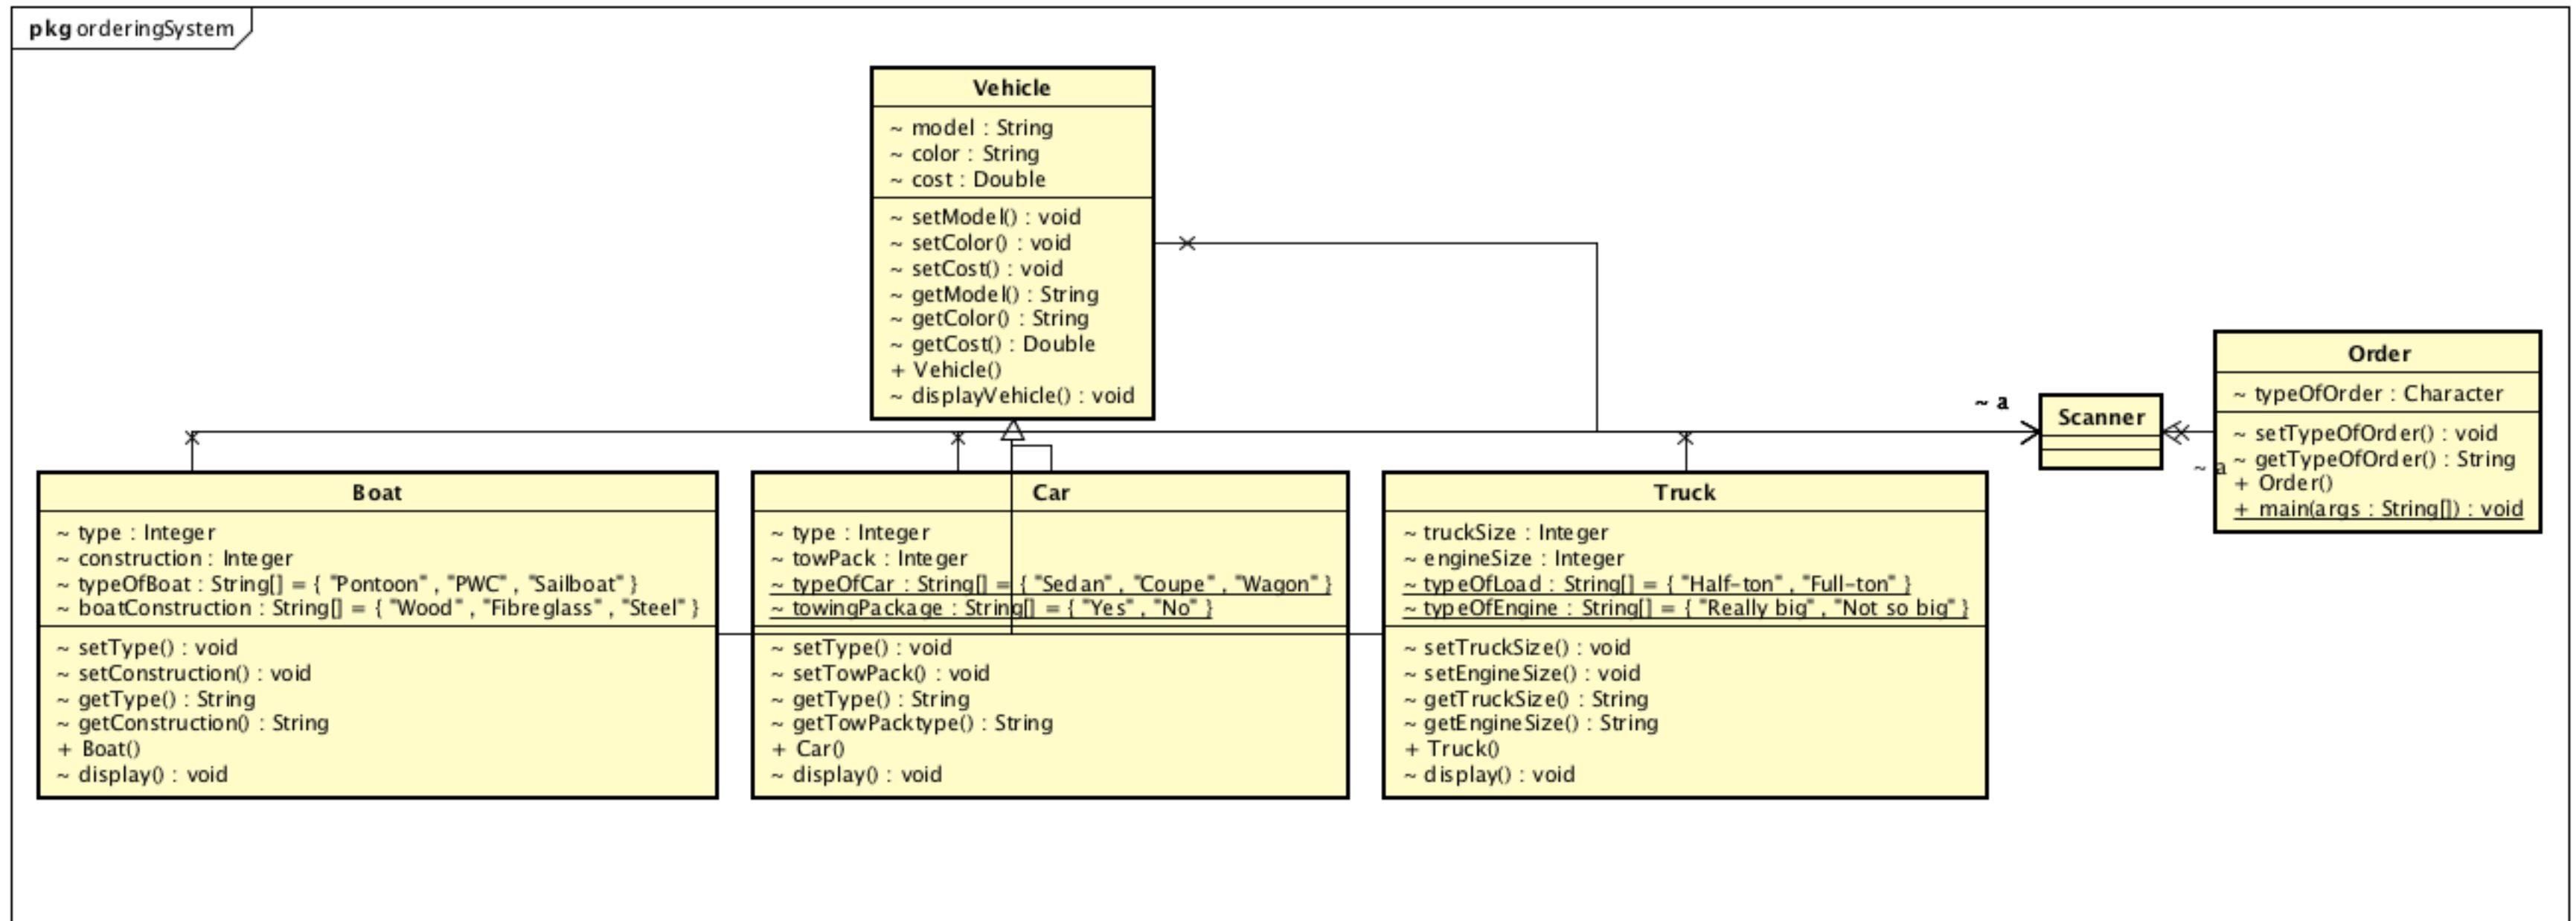 pkg orderingSystem
Vehicle
~ model : String
~ color : String
~ cost : Double
~ setModel() : void
~ setColor() : void
~ setCost() : void
~ getModel() : String
~ getColor() : String
~ getCost() : Double
+ Vehicle()
~ displayVehicle() : void
~ a
Scanner
~ a
Order
~ typeOfOrder : Character
~ setTypeOfOrder() : void
~ getTypeOfOrder() : String
+ Order()
+ main(args : String[]) : void
Boat
~ type : Integer
~ construction : Integer
~ typeOfBoat : String[] = { "Pontoon" , "PWC" , "Sailboat" }
~ boatConstruction : String[] = { "Wood" , "Fibreglass" , "Steel" }
~ setType() : void
~ setConstruction() : void
~ getType() : String
~ getConstruction() : String
+ Boat()
~ display() : void
Car
~ type : Integer
~ towPack : Integer
~ typeOfCar : String[] = { "Sedan" , "Coupe" , "Wagon" }
~ towingPackage : String[] = { "Yes" , "No" }
~ setType() : void
~ setTowPack() : void
~ getType() : String
~ getTowPacktype() : String
+ Car()
~ display() : void
Truck
~ truckSize : Integer
~ engineSize : Integer
~ typeOfLoad : String[] = { "Half-ton" , "Full-ton" }
~ typeOfEngine : String[] = { "Really big" , "Not so big" }
~ setTruckSize() : void
~ setEngineSize() : void
~ getTruckSize() : String
~ getEngineSize() : String
+ Truck()
~ display() : void